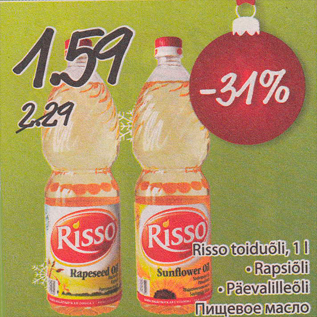 1.59
2.29
-31%
Risso
Rapeseed Oil
Risso
Sunflower Oil
Risso toiduõli, 1 l
• Rapsiõli
• Päevalilleõli
Пищевое масло